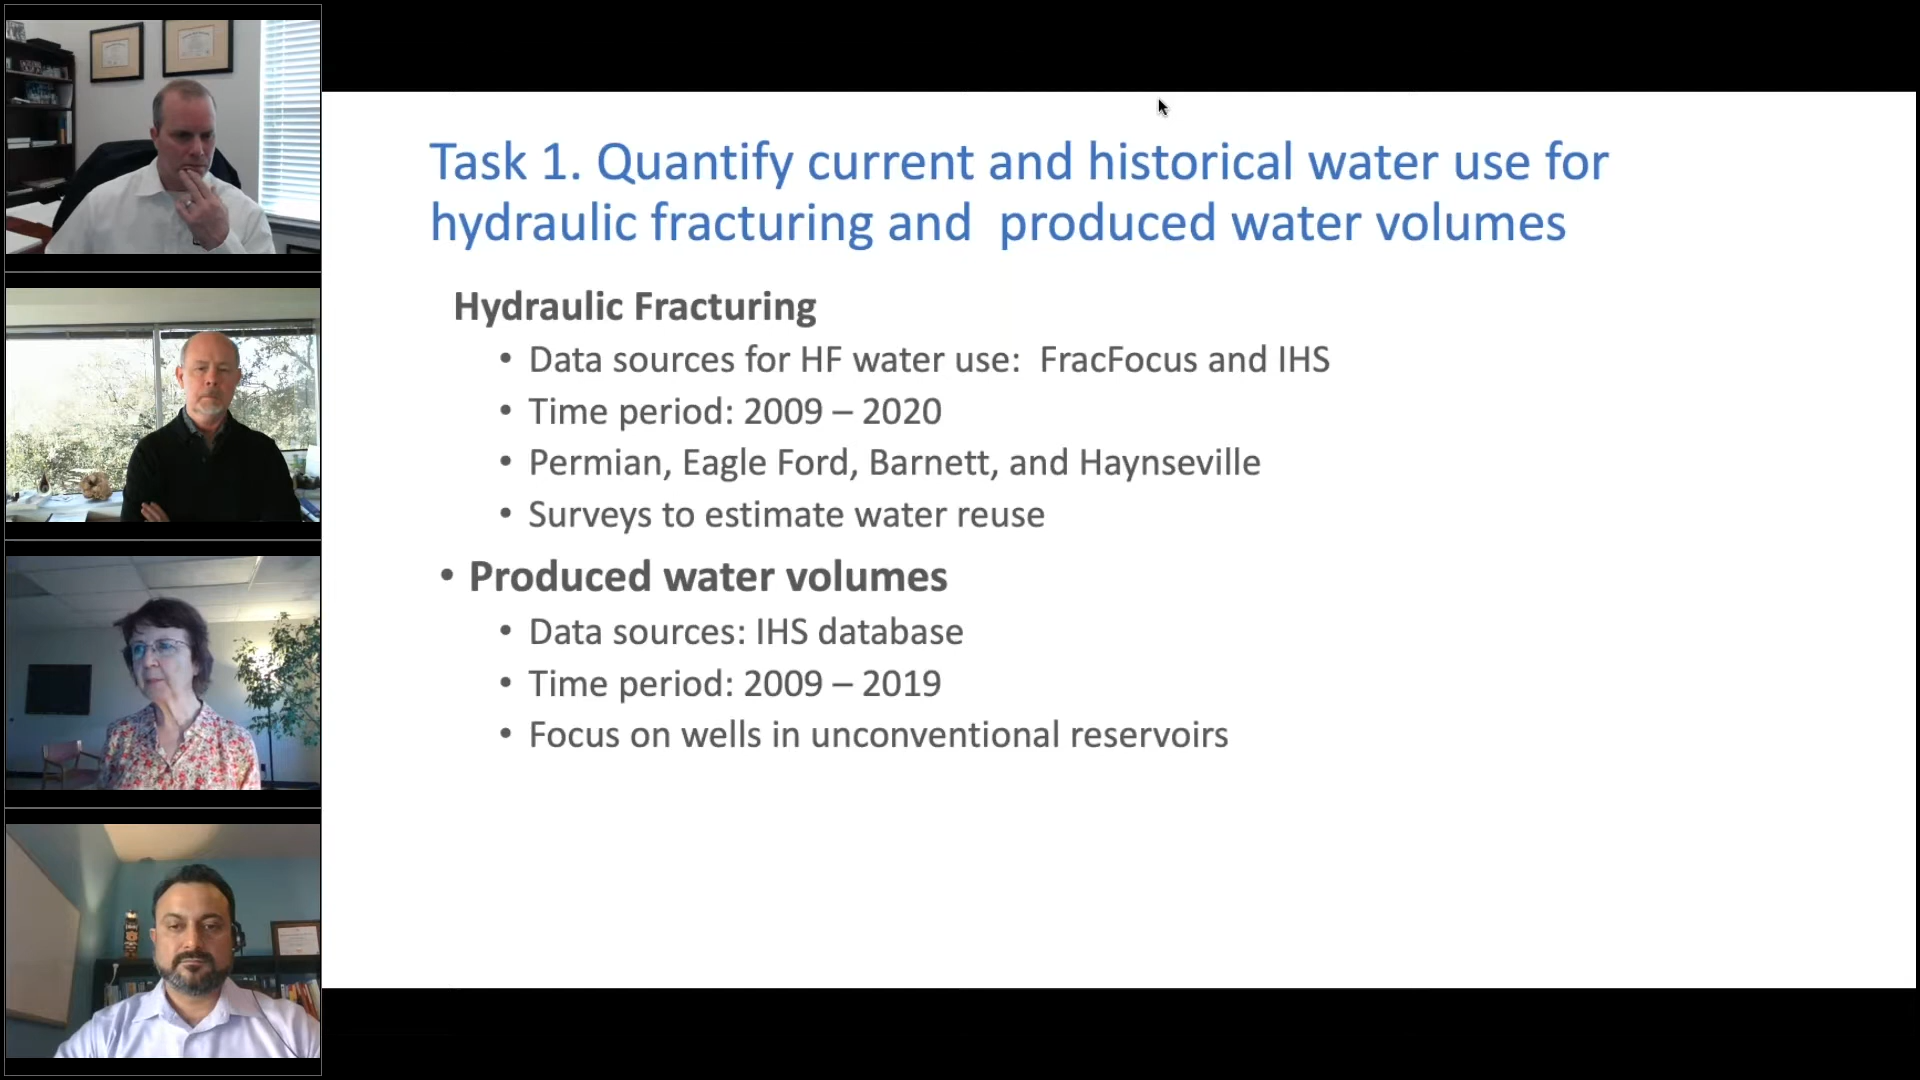 Task 1. Quantify current and historical water use for
hydraulic fracturing and  produced water volumes
Hydraulic Fracturing
• Data sources for HF water use:  FracFocus and IHS
• Time period: 2009 – 2020
• Permian, Eagle Ford, Barnett, and Haynseville
• Surveys to estimate water reuse
• Produced water volumes
• Data sources: IHS database
• Time period: 2009 – 2019
• Focus on wells in unconventional reservoirs